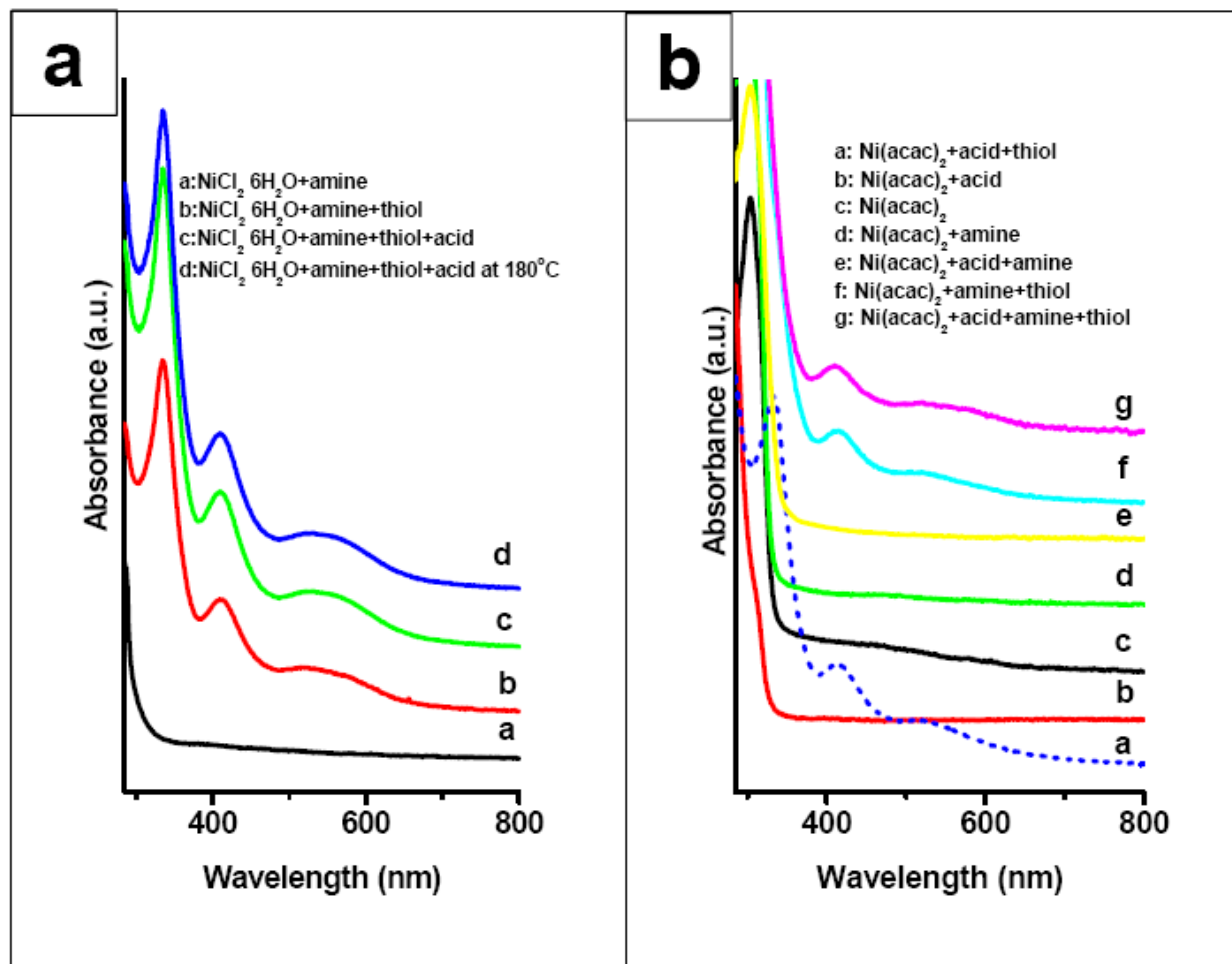 a
a:NiCl2 6H2O+amine
b:NiCl2 6H2O+amine+thiol
c:NiCl2 6H2O+amine+thiol+acid
d:NiCl2 6H2O+amine+thiol+acid at 180oC
Absorbance (a.u.)
d
c
b
a
400 600 800
Wavelength (nm)
b
a: Ni(acac)2+acid+thiol
b: Ni(acac)2+acid
c: Ni(acac)2
d: Ni(acac)2+amine
e: Ni(acac)2+acid+amine
f: Ni(acac)2+amine+thiol
g: Ni(acac)2+acid+amine+thiol
Absorbance (a.u.)
g
f
e
d
c
b
a
400 600 800
Wavelength (nm)